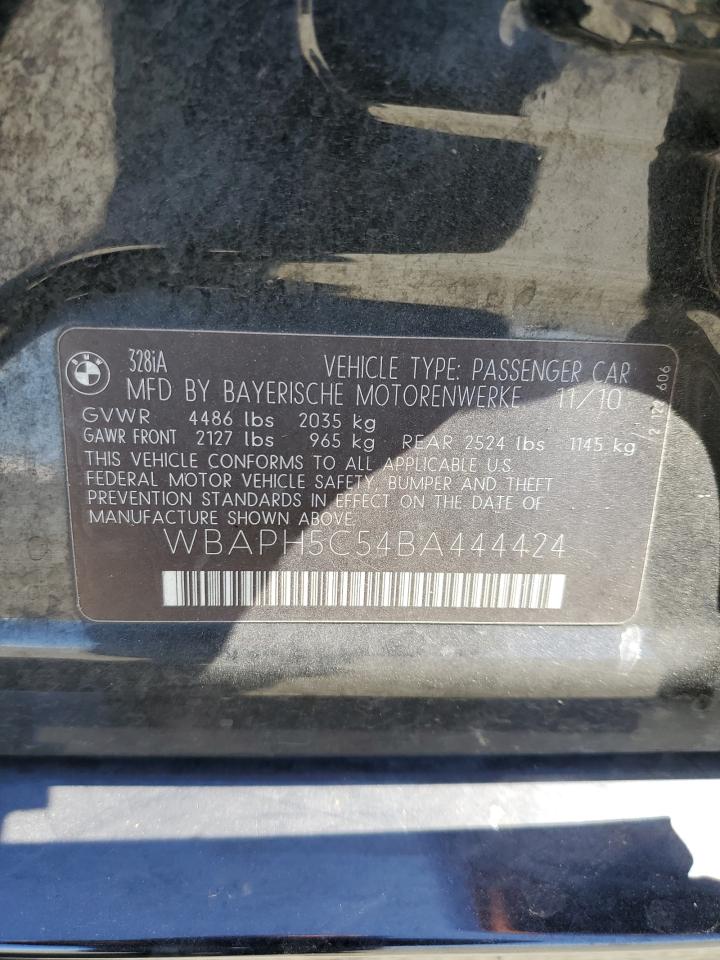 BMW
328iA VEHICLE TYPE: PASSENGER CAR
MFD BY BAYERISCHE MOTORENWERKE 11/10
GVWR 4486 lbs 2035 kg
GAWR FRONT 2127 lbs 965 kg REAR 2524 lbs 1145 kg
THIS VEHICLE CONFORMS TO ALL APPLICABLE U.S.
FEDERAL MOTOR VEHICLE SAFETY, BUMPER AND THEFT
PREVENTION STANDARDS IN EFFECT ON THE DATE OF
MANUFACTURE SHOWN ABOVE.
WBAPH5C54BA444424
606